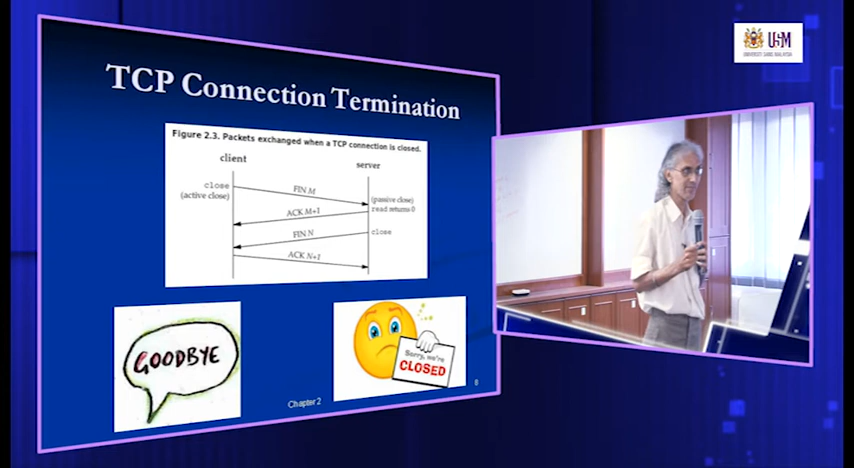 TCP Connection Termination
Figure 2.3. Packets exchanged when a TCP connection is closed.
client
server
close
(active close)
FIN M
(passive close)
read returns 0
ACK M+1
close
FIN N
ACK N+1
GOODBYE
Sorry, we're
CLOSED
Chapter 2
8
USM
UNIVERSITI SAINS MALAYSIA